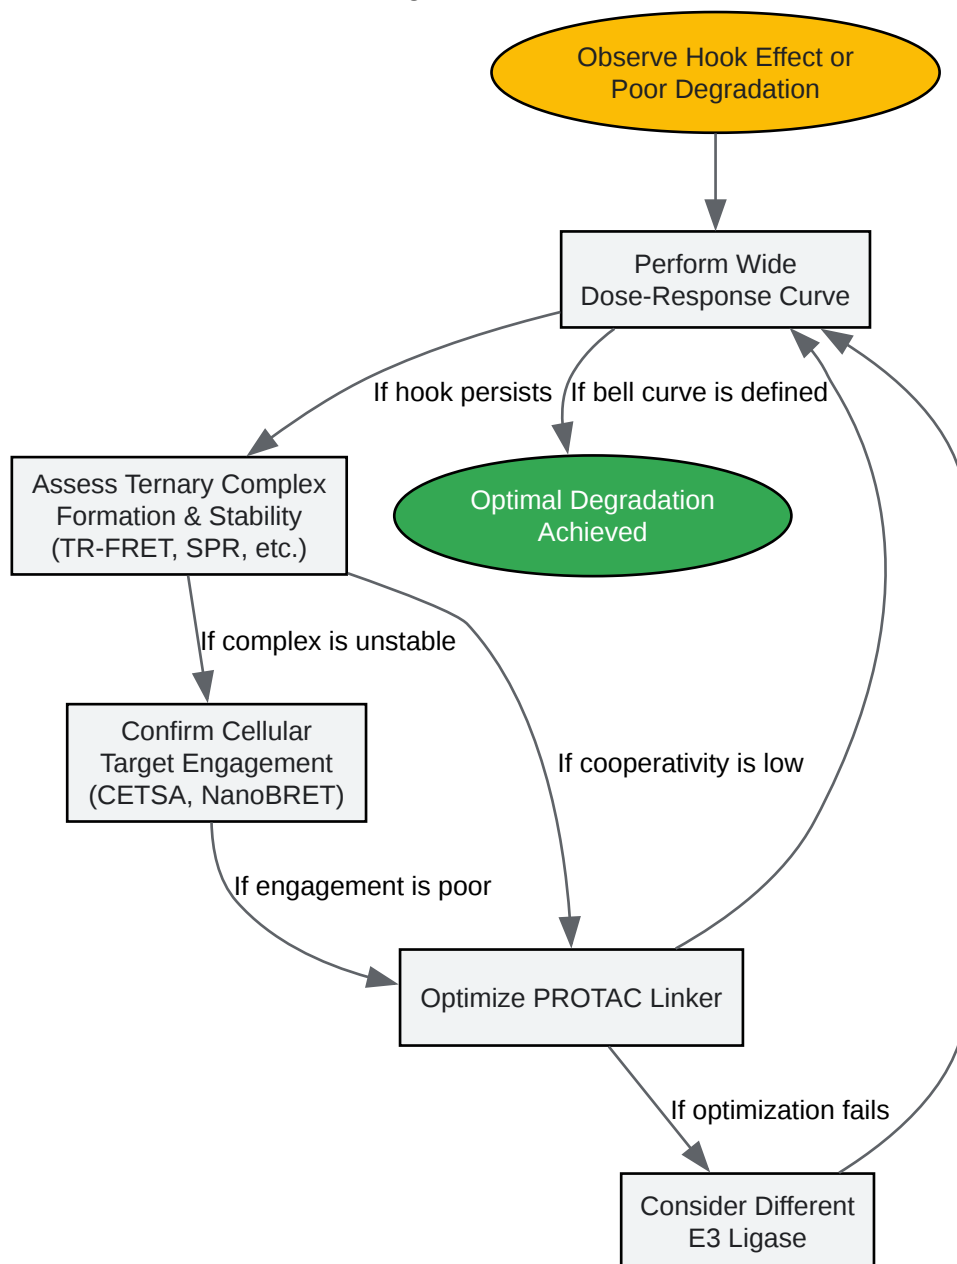 Observe Hook Effect or
Poor Degradation
Perform Wide
Dose-Response Curve
If hook persists
If bell curve is defined
Assess Ternary Complex
Formation & Stability
(TR-FRET, SPR, etc.)
Optimal Degradation
Achieved
If complex is unstable
Confirm Cellular
Target Engagement
(CETSA, NanoBRET)
If cooperativity is low
If engagement is poor
Optimize PROTAC Linker
If optimization fails
Consider Different
E3 Ligase